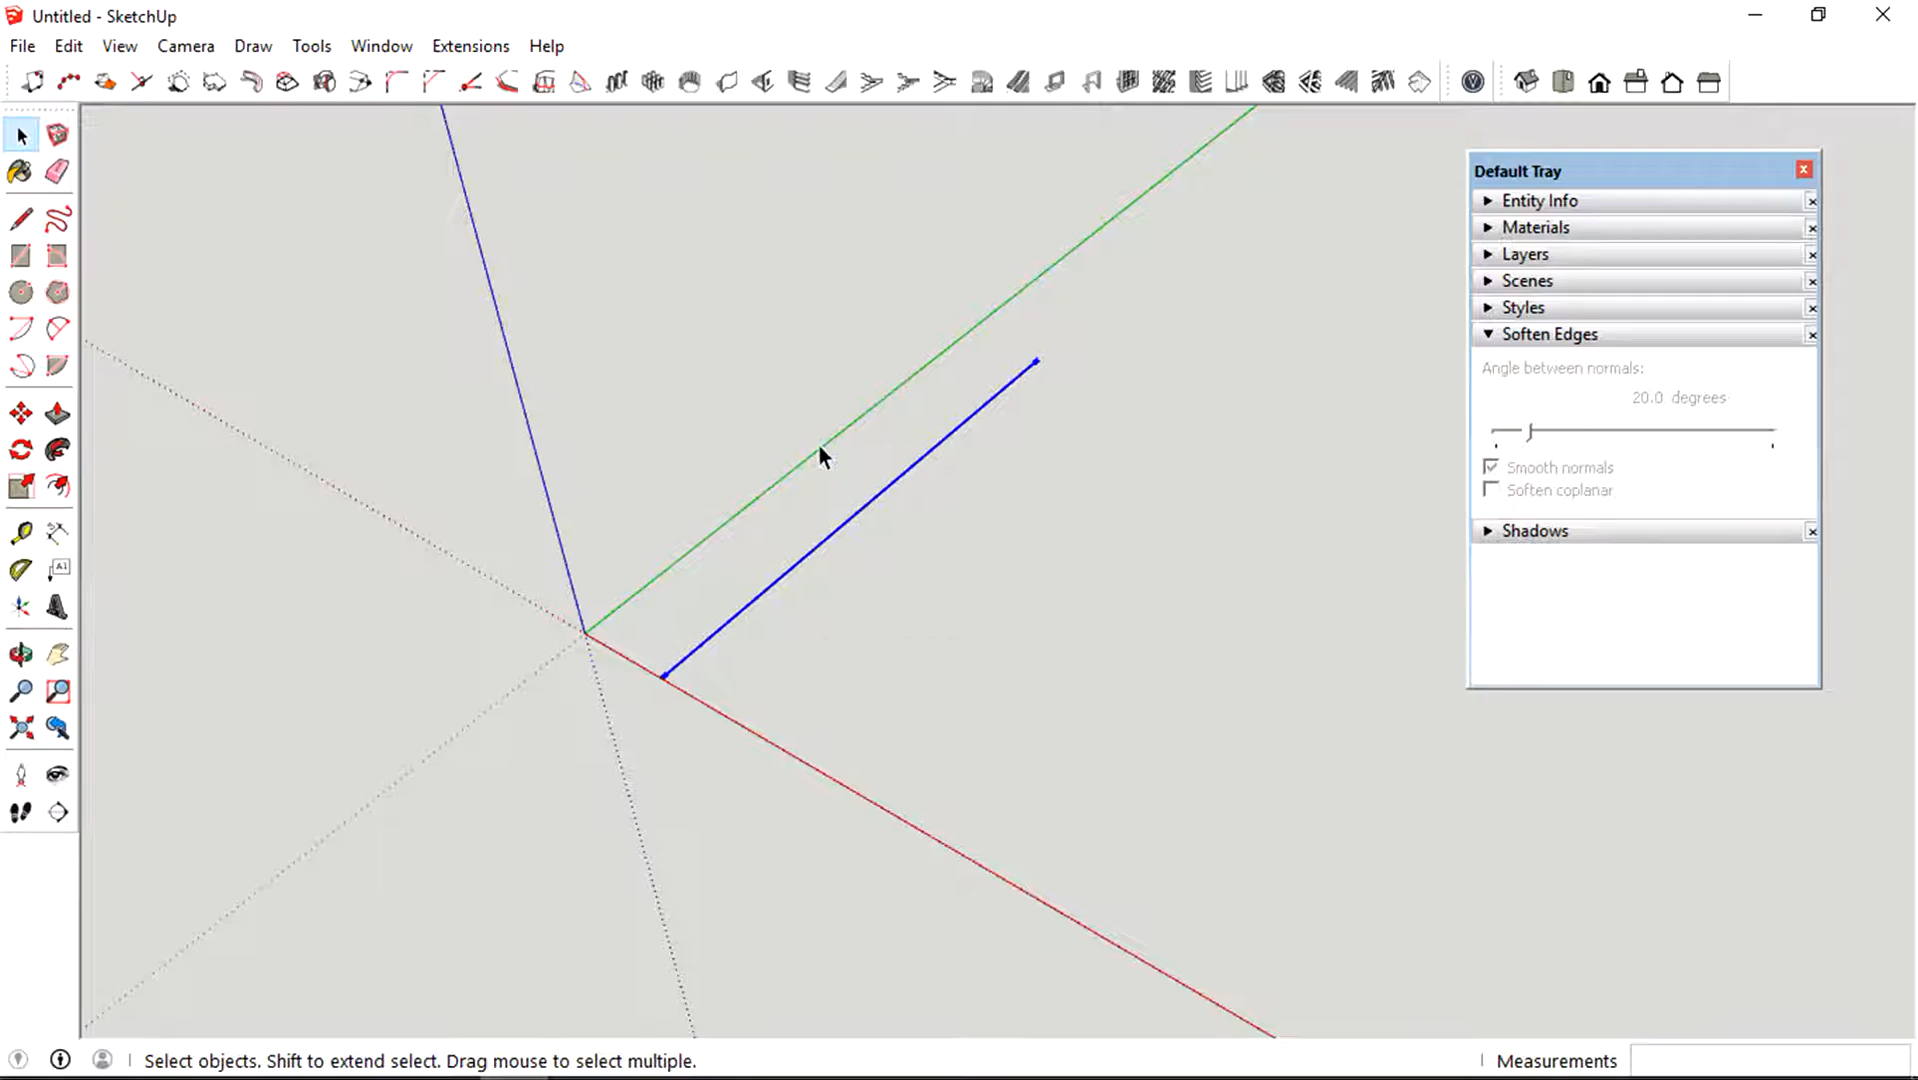 Untitled - SketchUp
File Edit View Camera Draw Tools Window Extensions Help
Default Tray
Entity Info
Materials
Layers
Scenes
Styles
Soften Edges
Angle between normals:
20.0 degrees
Smooth normals
Soften coplanar
Shadows
A1
Select objects. Shift to extend select. Drag mouse to select multiple.
Measurements